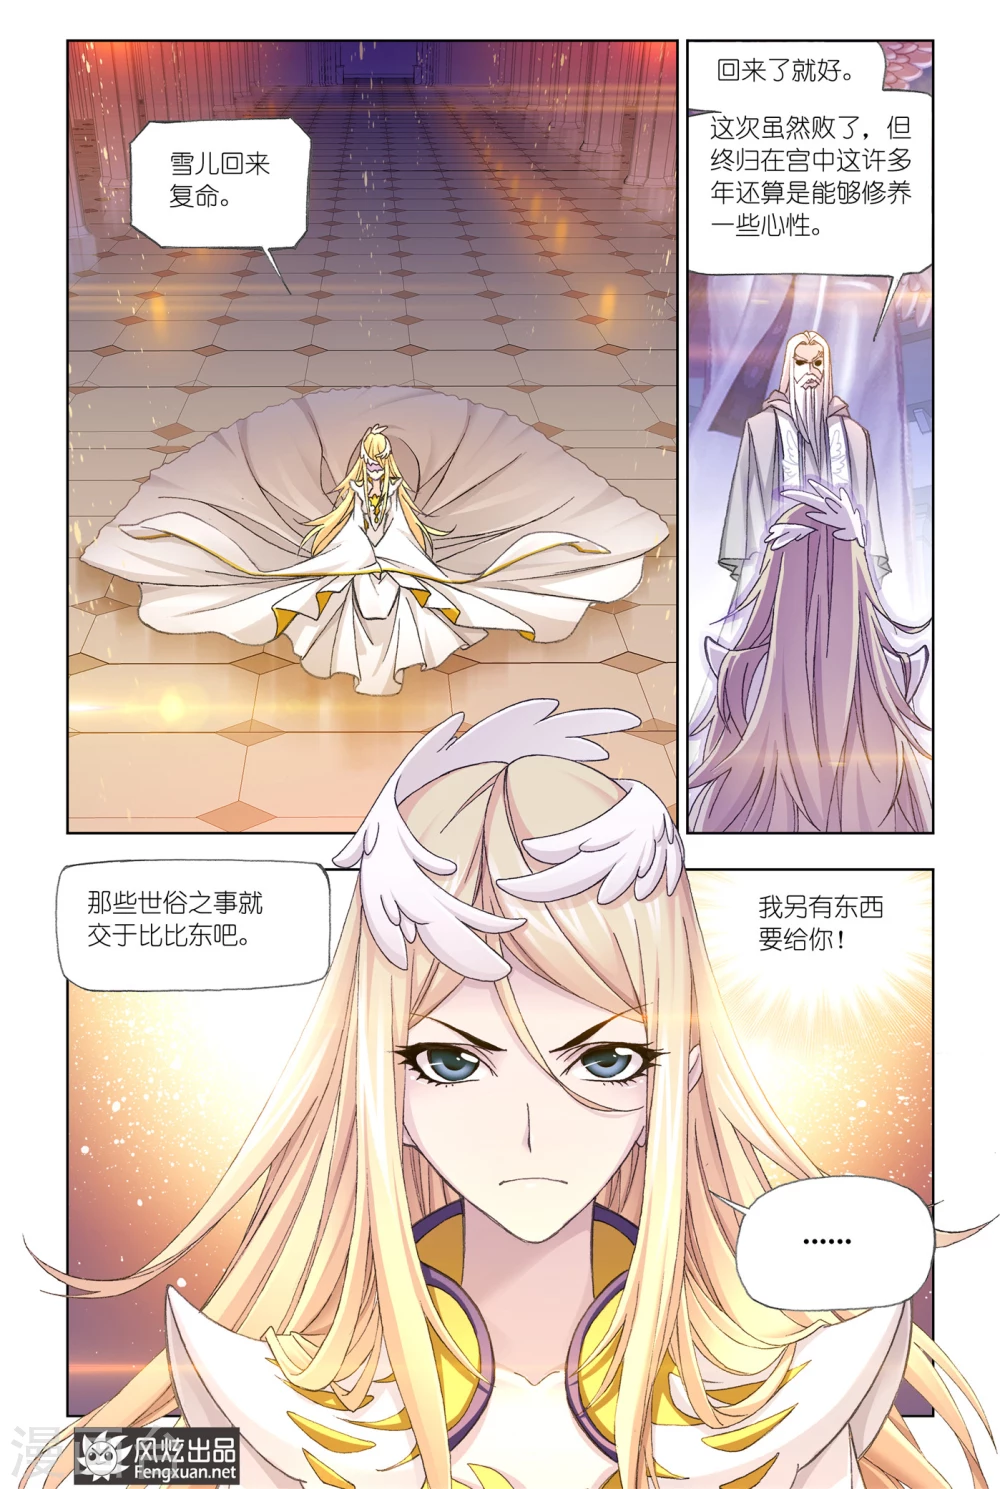 雪儿回来
复命。
回来了就好。
这次虽然败了，但
终归在宫中这许多
年还算是能够修养
一些心性。
那些世俗之事就
交于比比东吧。
我另有东西
要给你！
……
风炫出品
Fengxuan.net